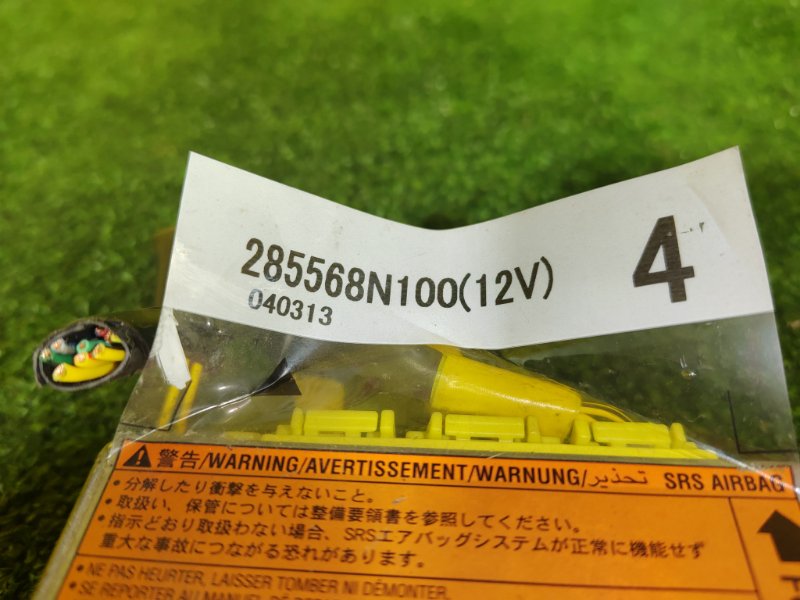 285568N100(12V)
040313
4
警告/WARNING/AVERTISSEMENT/WARNUNG/تحذير SRS AIRBAG
・分解したり衝撃を与えないこと。
・取扱い、保管については整備要領書を参照してください。
・指示どおり取扱わない場合、SRSエアバッグシステムが正常に機能せず
重大な事故につながる恐れがあります。
・NE PAS HEURTER, LAISSER TOMBER NI DÉMONTER.
・SE REPORTER AU MANUEL DE